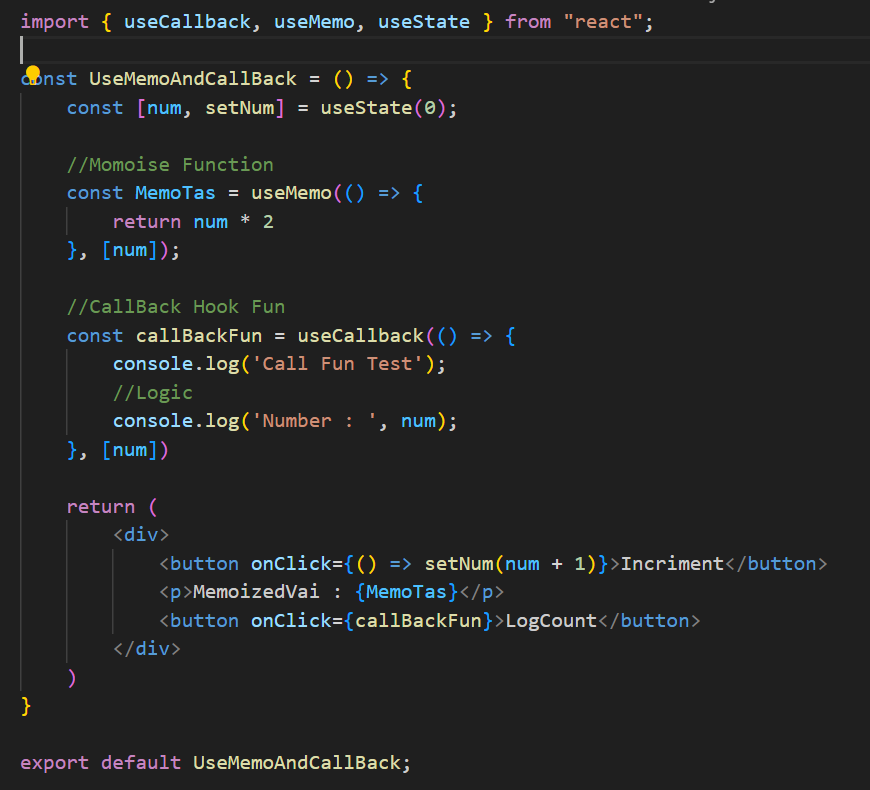 import { useCallback, useMemo, useState } from "react";
const UseMemoAndCallBack = () => {
const [num, setNum] = useState(0);
//Momoise Function
const MemoTas = useMemo(() => {
return num * 2
}, [num]);
//CallBack Hook Fun
const callBackFun = useCallback(() => {
console.log('Call Fun Test');
//Logic
console.log('Number : ', num);
}, [num])
return (
<div>
<button onClick={() => setNum(num + 1)}>Incriment</button>
<p>MemoizedVai : {MemoTas}</p>
<button onClick={callBackFun}>LogCount</button>
</div>
)
}
export default UseMemoAndCallBack;